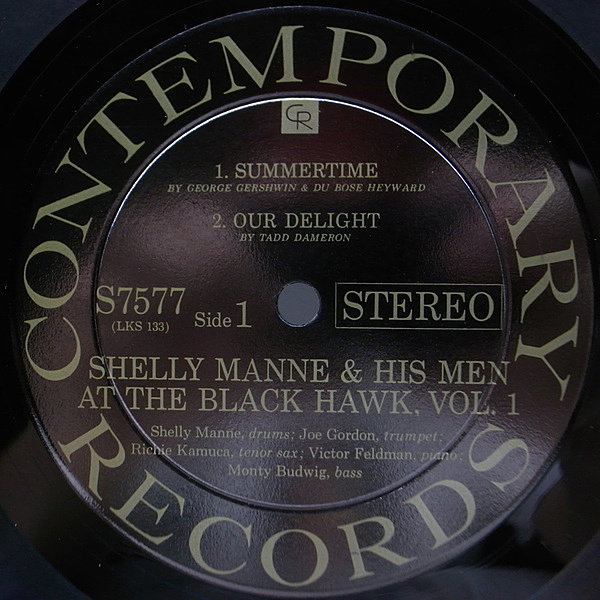 CONTEMPORARY
CR
1. SUMMERTIME
BY GEORGE GERSHWIN & DU BOSE HEYWARD
2. OUR DELIGHT
BY TADD DAMERON
S7577
(LKS 133)
Side 1
STEREO
SHELLY MANNE & HIS MEN
AT THE BLACK HAWK, VOL. 1
Shelly Manne, drums; Joe Gordon, trumpet;
Richie Kamuca, tenor sax; Victor Feldman, piano;
Monty Budwig, bass
RECORDS